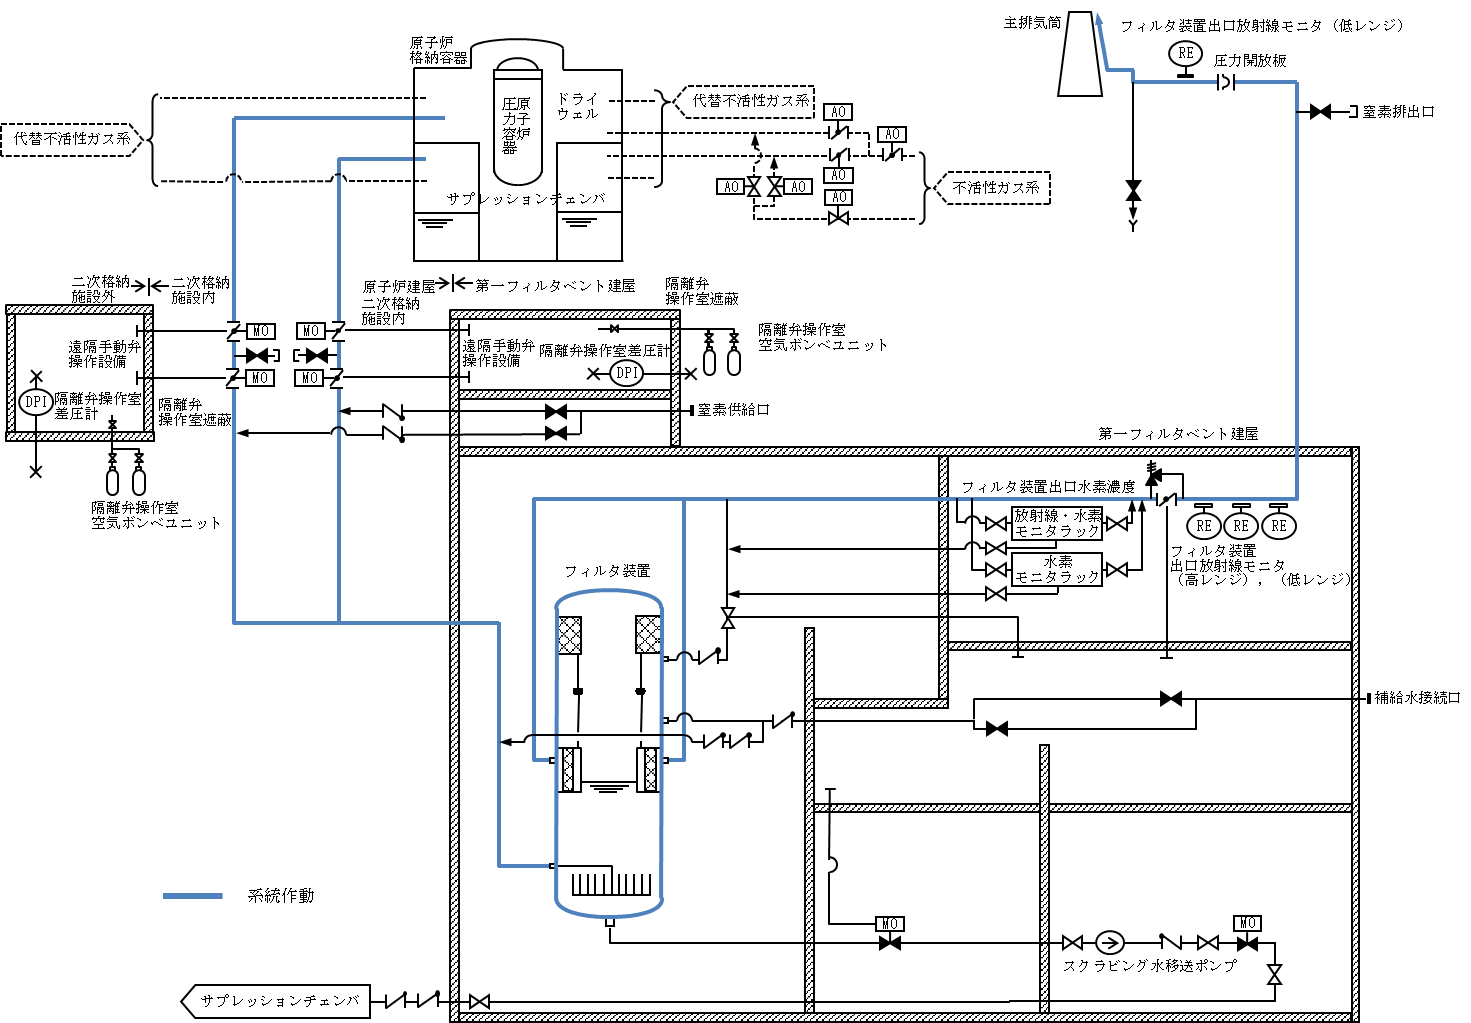 主排気筒
フィルタ装置出口放射線モニタ（低レンジ）
RE
圧力開放板
窒素排出口
原子炉
格納容器
原子炉
圧力容器
ドライ
ウェル
サプレッションチェンバ
代替不活性ガス系
代替不活性ガス系
不活性ガス系
AO
AO
AO
AO
AO
AO
二次格納
施設外
二次格納
施設内
原子炉建屋
二次格納
施設内
第一フィルタベント建屋
隔離弁
操作室遮蔽
隔離弁操作室
空気ボンベユニット
遠隔手動弁
操作設備
MO
MO
MO
MO
遠隔手動弁
操作設備
隔離弁操作室差圧計
DPI
DPI
隔離弁操作室
差圧計
隔離弁
操作室遮蔽
隔離弁操作室
空気ボンベユニット
窒素供給口
第一フィルタベント建屋
フィルタ装置出口水素濃度
放射線・水素
モニタラック
水素
モニタラック
RE
RE
RE
フィルタ装置
出口放射線モニタ
（高レンジ），（低レンジ）
フィルタ装置
補給水接続口
系統作動
MO
MO
スクラビング水移送ポンプ
サプレッションチェンバ